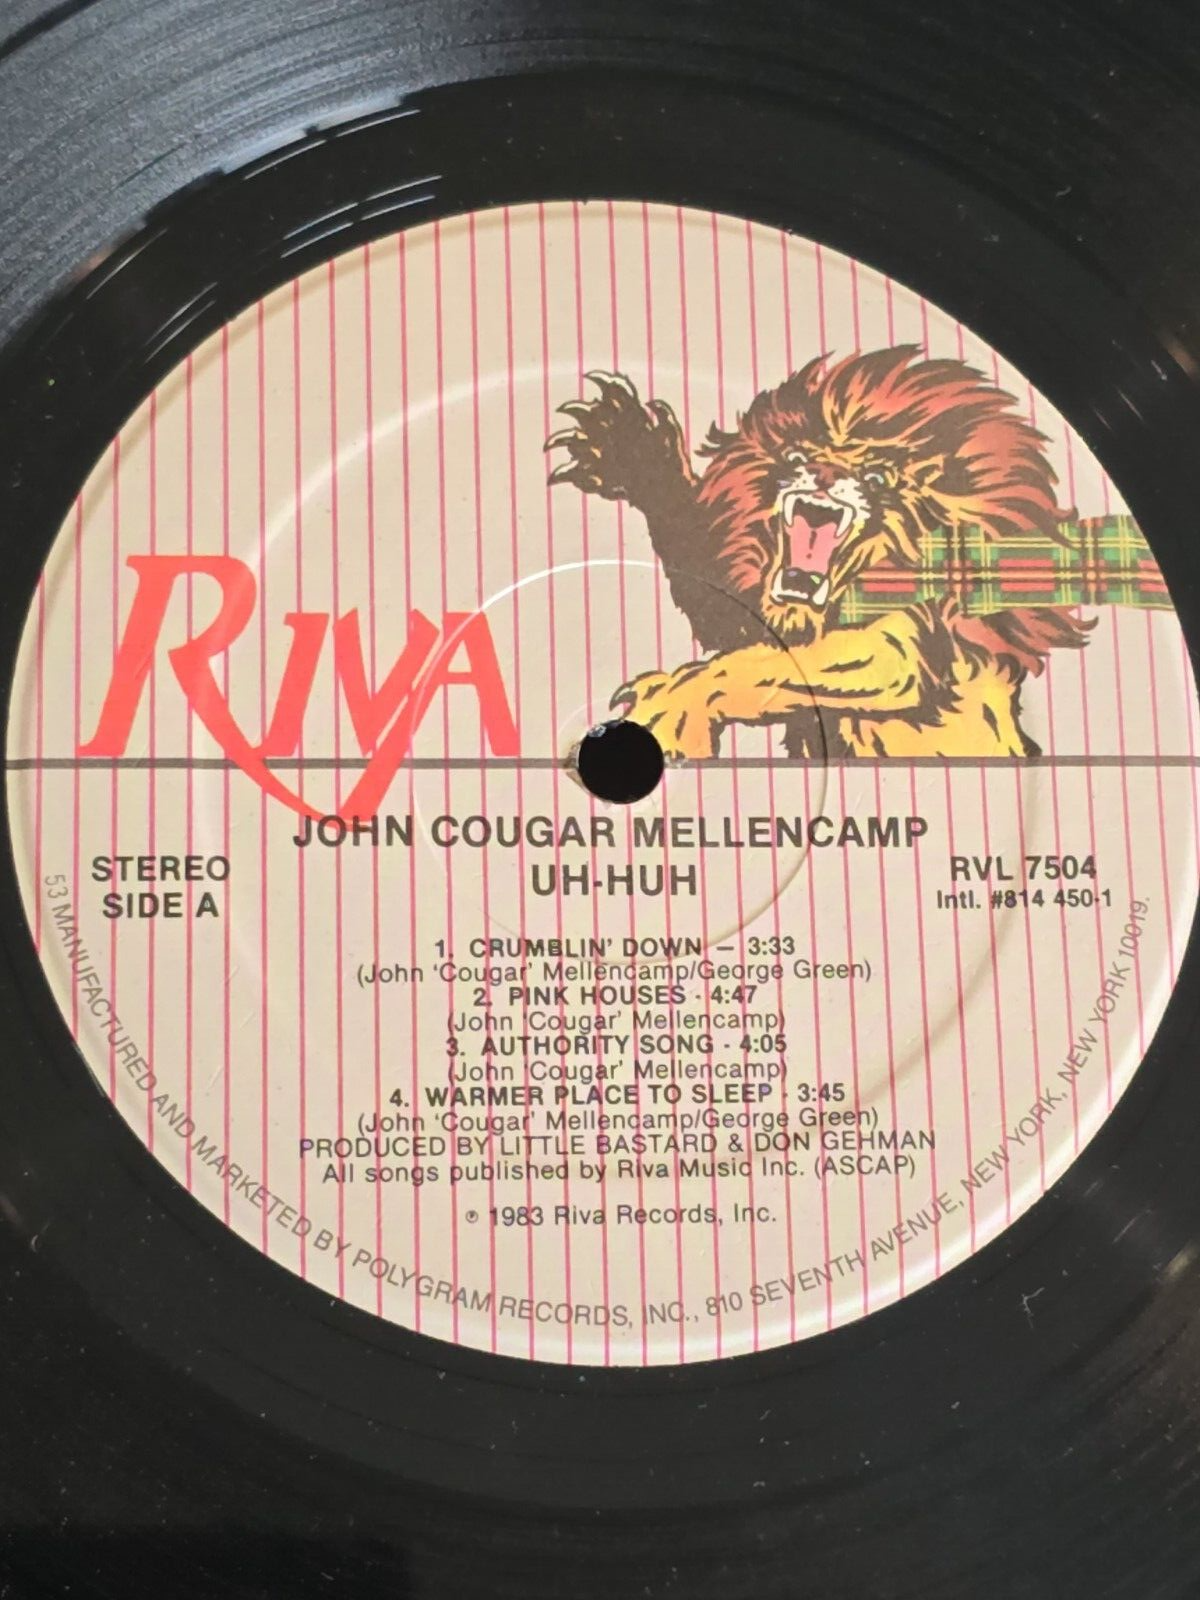 RIVA
JOHN COUGAR MELLENCAMP
UH-HUH
STEREO
SIDE A
RVL 7504
Intl. #814 450-1
1. CRUMBLIN' DOWN – 3:33
(John 'Cougar' Mellencamp/George Green)
2. PINK HOUSES - 4:47
(John 'Cougar' Mellencamp)
3. AUTHORITY SONG - 4:05
(John 'Cougar' Mellencamp)
4. WARMER PLACE TO SLEEP - 3:45
(John 'Cougar' Mellencamp/George Green)
PRODUCED BY LITTLE BASTARD & DON GEHMAN
All songs published by Riva Music Inc. (ASCAP)
℗ 1983 Riva Records, Inc.
53 MANUFACTURED AND MARKETED BY POLYGRAM RECORDS, INC., 810 SEVENTH AVENUE, NEW YORK, NEW YORK 10019.